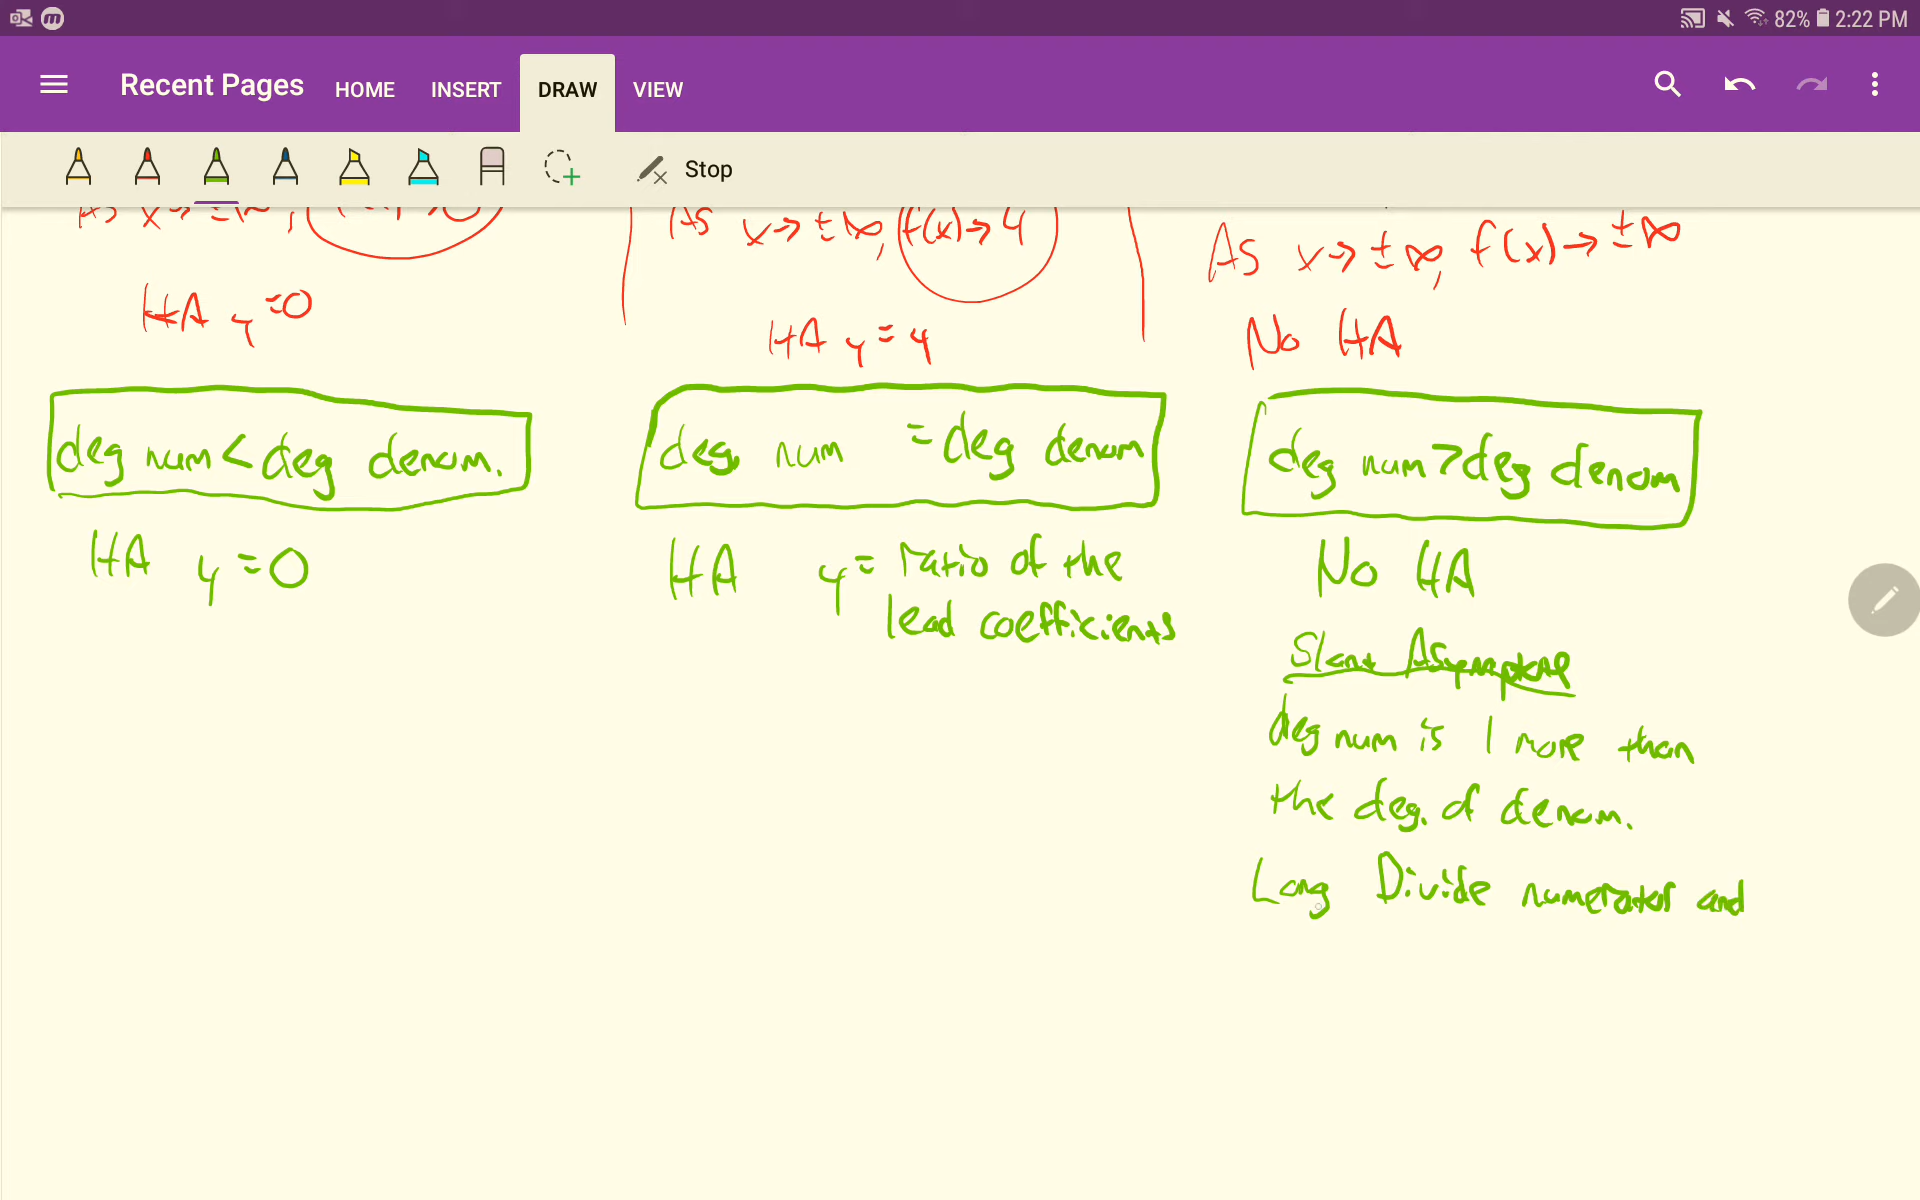 82% 2:22 PM
Recent Pages HOME INSERT DRAW VIEW
Stop
As x→±∞,
HA y=0
deg num < deg denom.
HA y=0
As x→±∞, f(x)→4
HA y=4
deg. num = deg denom
HA y= ratio of the
lead coefficients
As x→±∞, f(x)→±∞
No HA
deg num > deg denom
No HA
Slant Asymptote
deg num is 1 more than
the deg. of denom.
Long Divide numerator and